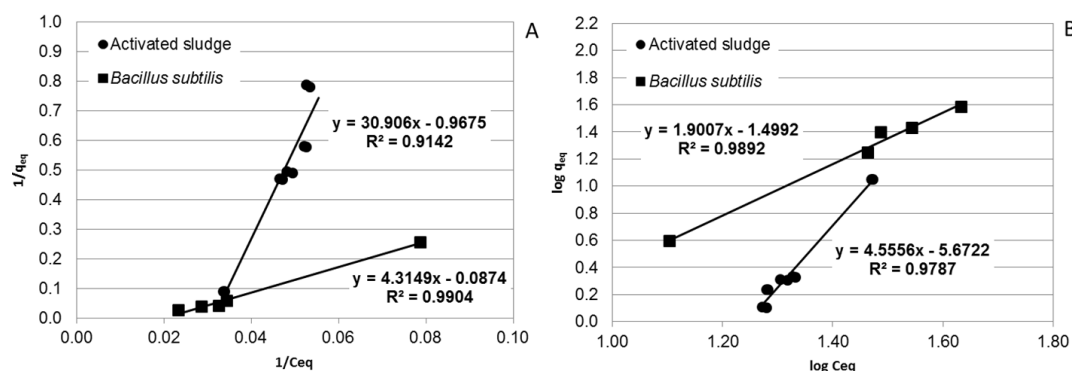 A
Activated sludge
Bacillus subtilis
y = 30.906x - 0.9675
R² = 0.9142
y = 4.3149x - 0.0874
R² = 0.9904
1/qeq
1.0
0.9
0.8
0.7
0.6
0.5
0.4
0.3
0.2
0.1
0.0
0.00 0.02 0.04 0.06 0.08 0.10
1/Ceq
B
Activated sludge
Bacillus subtilis
y = 1.9007x - 1.4992
R² = 0.9892
y = 4.5556x - 5.6722
R² = 0.9787
log qeq
2.2
2.0
1.8
1.6
1.4
1.2
1.0
0.8
0.6
0.4
0.2
0.0
1.00 1.20 1.40 1.60 1.80
log Ceq